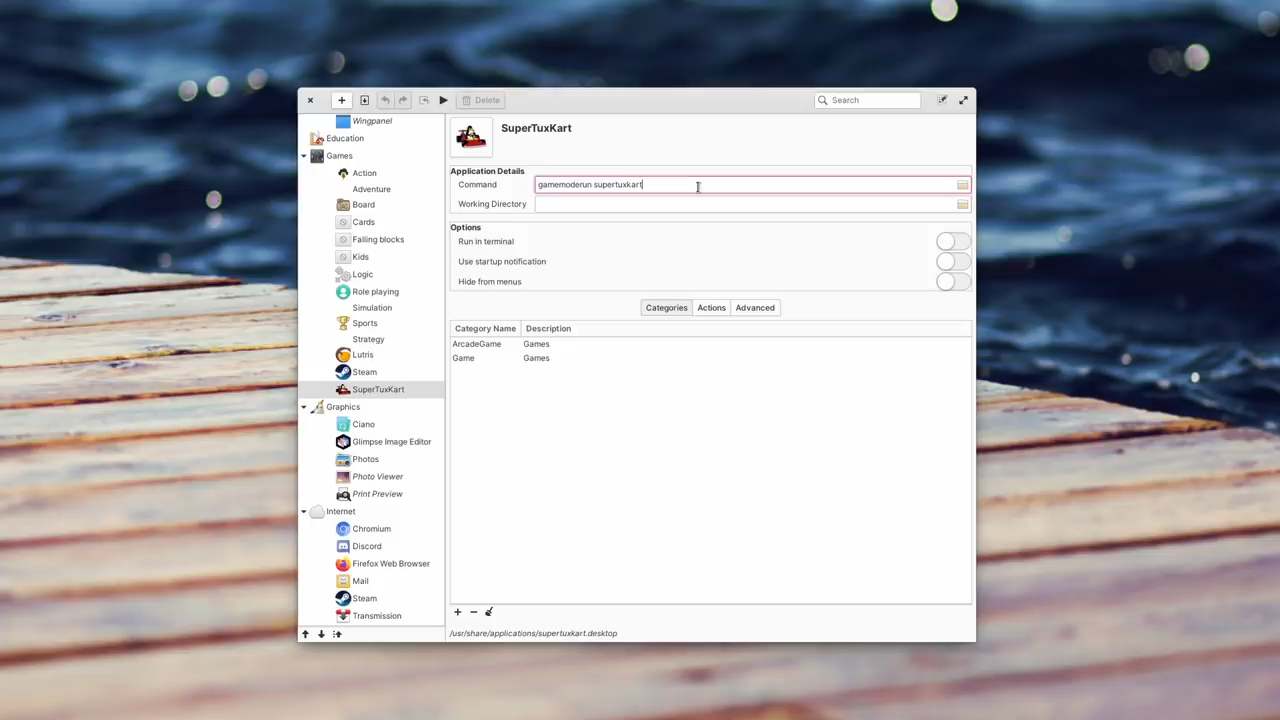 Delete
Search
Wingpanel
Education
Games
Action
Adventure
Board
Cards
Falling blocks
Kids
Logic
Role playing
Simulation
Sports
Strategy
Lutris
Steam
SuperTuxKart
Graphics
Ciano
Glimpse Image Editor
Photos
Photo Viewer
Print Preview
Internet
Chromium
Discord
Firefox Web Browser
Mail
Steam
Transmission
SuperTuxKart
Application Details
Command gamemoderun supertuxkart
Working Directory
Options
Run in terminal
Use startup notification
Hide from menus
Categories Actions Advanced
Category Name Description
ArcadeGame Games
Game Games
/usr/share/applications/supertuxkart.desktop